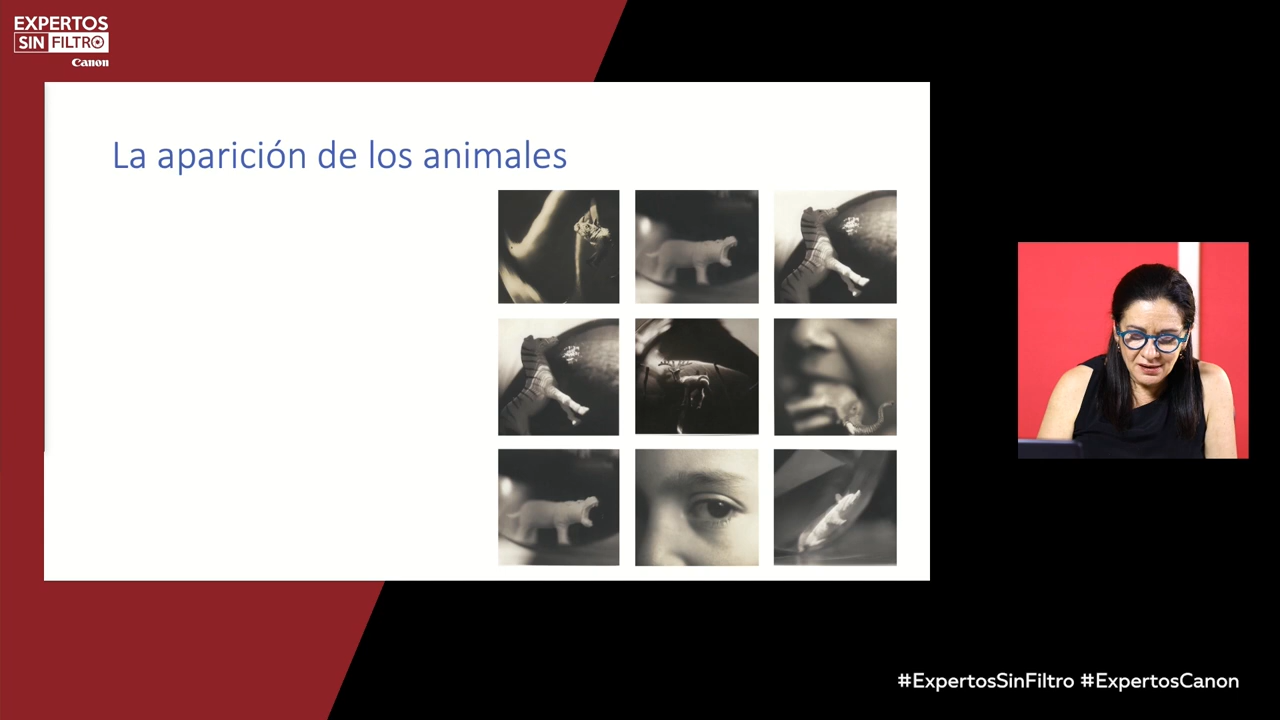 EXPERTOS
SIN FILTRO
Canon
La aparición de los animales
#ExpertosSinFiltro #ExpertosCanon